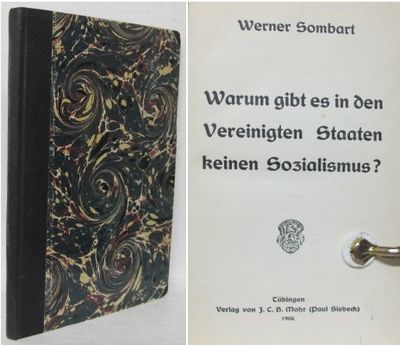 Werner Sombart
Warum gibt es in den
Vereinigten Staaten
keinen Sozialismus?
Tübingen
Verlag von J. C. B. Mohr (Paul Siebeck)
1906